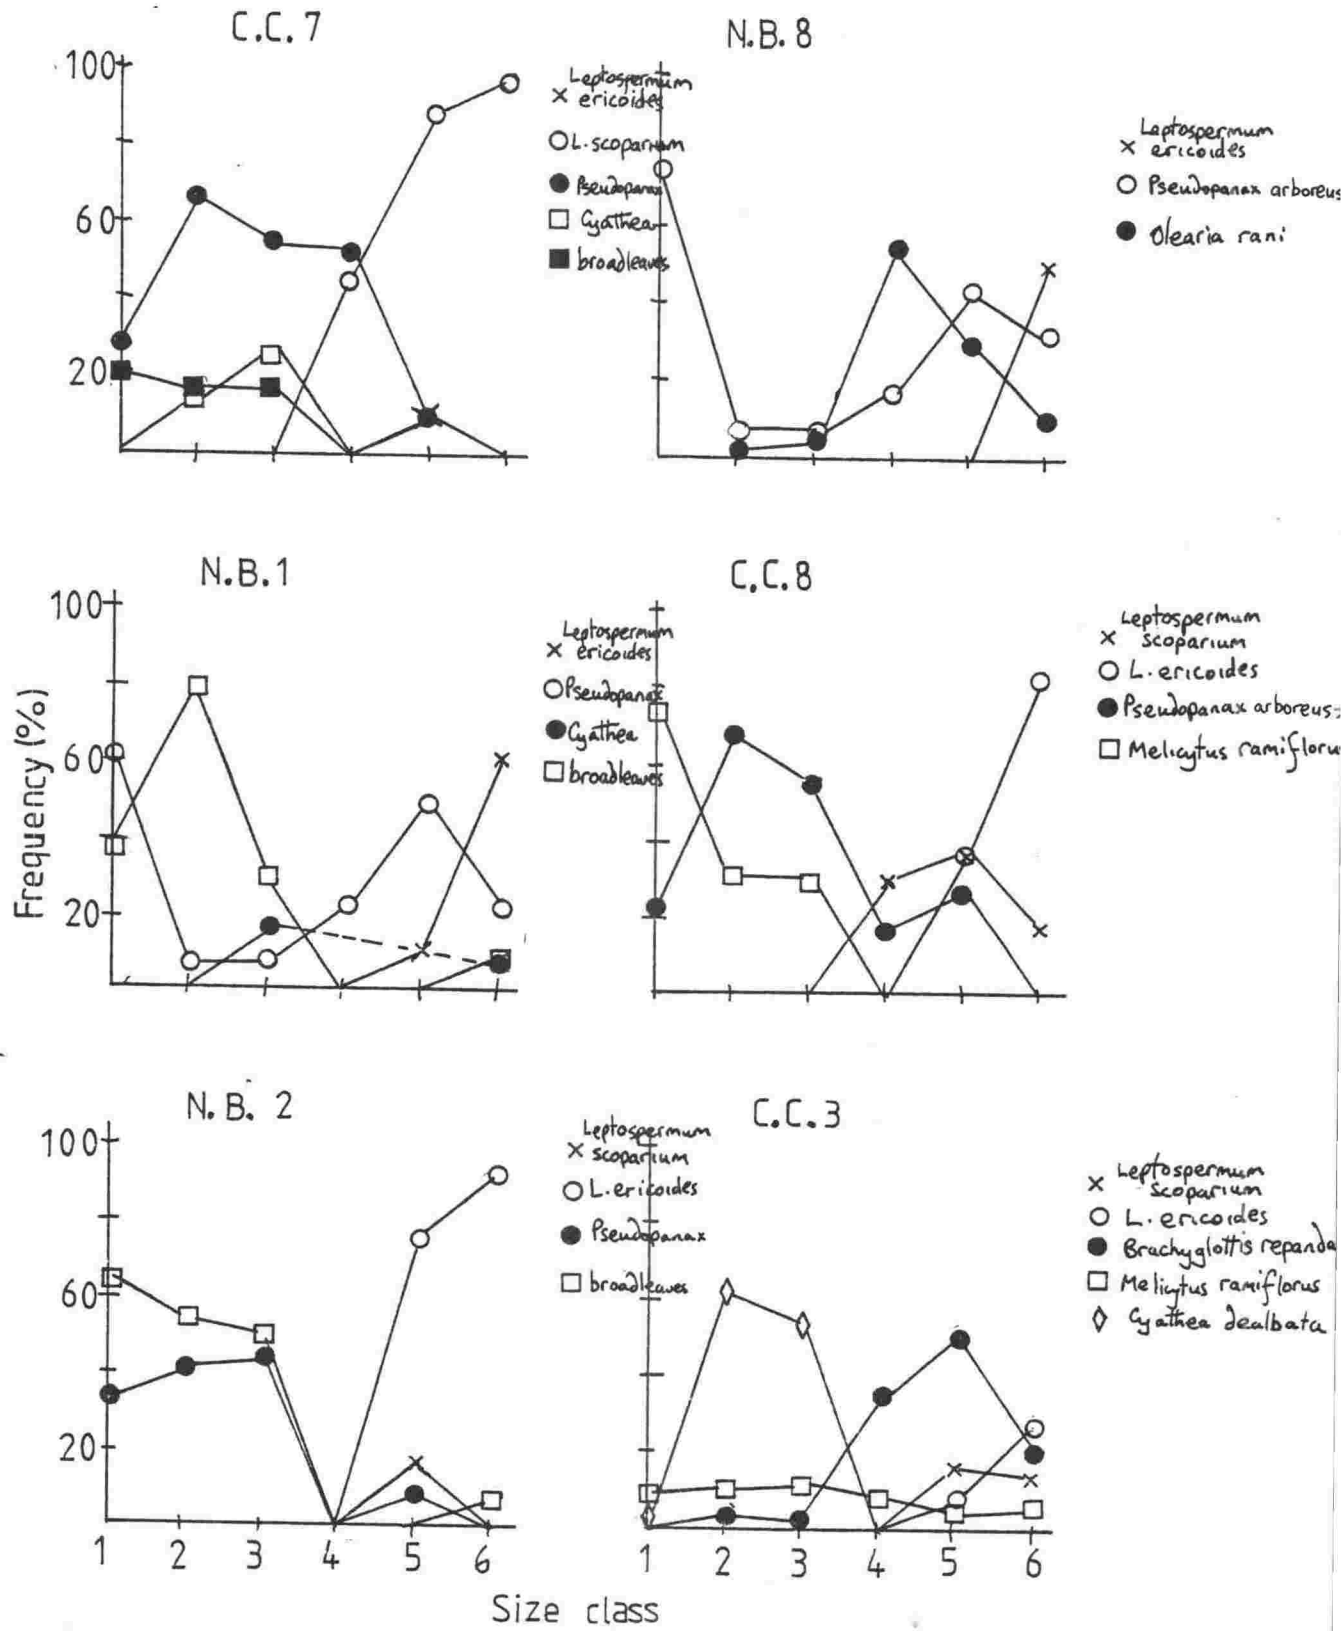 C.C.7
100
60
20
Leptospermum
× ericoides
L. scoparium
Pseudopanax
Cyathea
broadleaves
N.B.8
Leptospermum
× ericoides
Pseudopanax arboreus
Olearia rani
N.B.1
100
60
20
Frequency (%)
Leptospermum
× ericoides
Pseudopanax
Cyathea
broadleaves
C.C.8
Leptospermum
× scoparium
L. ericoides
Pseudopanax arboreus
Melicytus ramiflorus
N.B. 2
100
60
20
1 2 3 4 5 6
Leptospermum
× scoparium
L. ericoides
Pseudopanax
broadleaves
C.C.3
1 2 3 4 5 6
Leptospermum
× scoparium
L. ericoides
Brachyglottis repanda
Melicytus ramiflorus
Cyathea dealbata
Size class